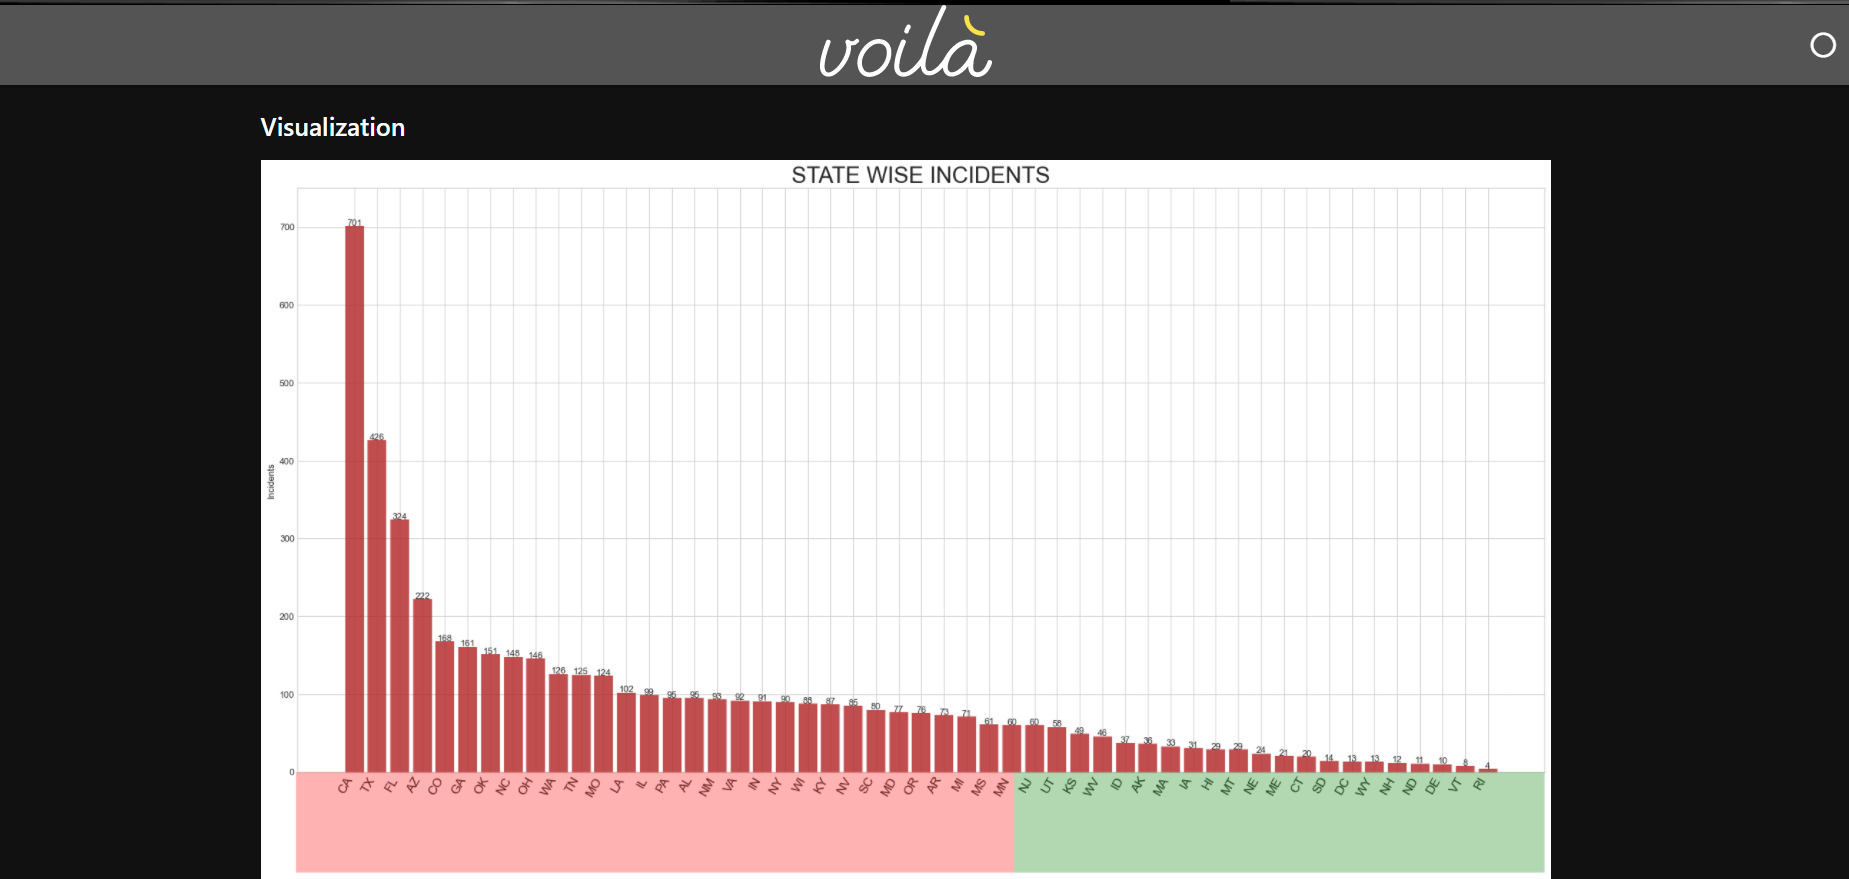 voilà
Visualization
STATE WISE INCIDENTS
700
600
500
400
300
200
100
0
Incidents
701
426
324
222
168
161
151
148
146
126
125
124
102
99
95
95
93
92
91
90
88
87
85
80
77
76
73
71
61
60
60
58
49
46
37
36
33
31
29
29
24
21
20
14
13
13
12
11
10
8
4
CA
TX
FL
AZ
CO
GA
OK
NC
OH
WA
TN
MO
LA
IL
PA
AL
NM
VA
IN
NY
WI
KY
NV
SC
MD
OR
AR
MI
MS
MN
NJ
UT
KS
WV
ID
AK
MA
IA
HI
MT
NE
ME
CT
SD
DC
WY
NH
ND
DE
VT
RI